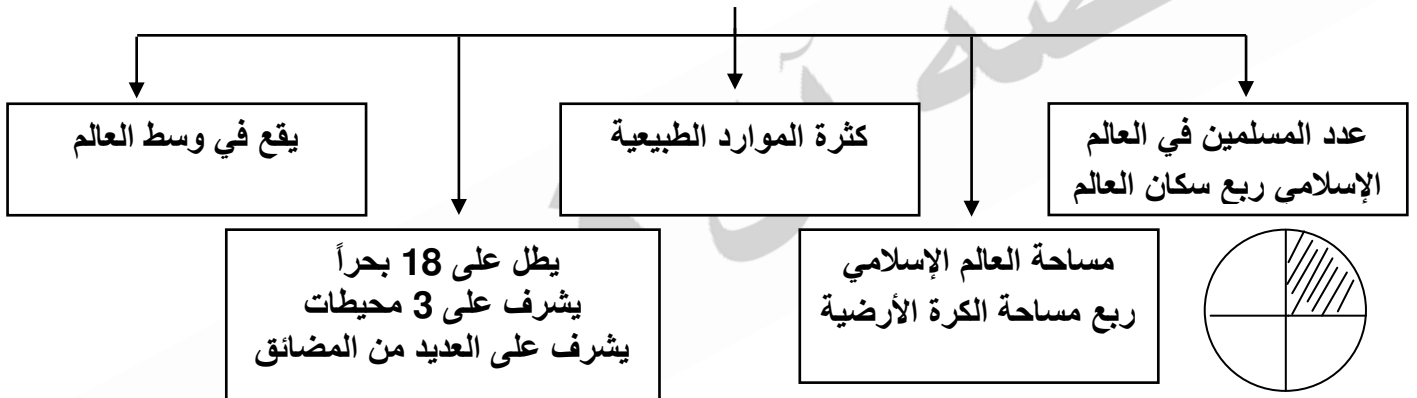 عدد المسلمين في العالم
الإسلامي ربع سكان العالم
مساحة العالم الإسلامي
ربع مساحة الكرة الأرضية
كثرة الموارد الطبيعية
يطل على 18 بحراً
يشرف على 3 محيطات
يشرف على العديد من المضائق
يقع في وسط العالم